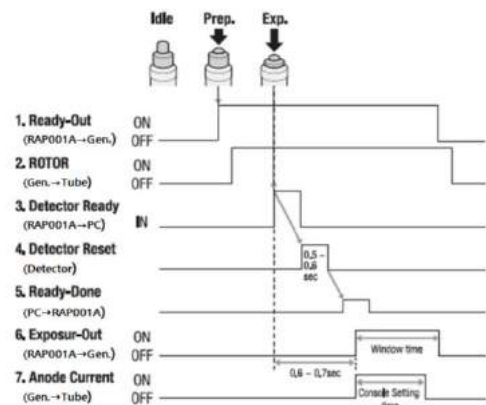 Idle Prep. Exp.
1. Ready-Out ON
(RAP001A→Gen.) OFF
2. ROTOR ON
(Gen.→Tube) OFF
3. Detector Ready
(RAP001A→PC) IN
4. Detector Reset
(Detector)
0,5 -
0,6
sec
5. Ready-Done
(PC→RAP001A)
6. Exposur-Out ON
(RAP001A→Gen.) OFF
Window time
0,6 - 0,7sec
7. Anode Current ON
(Gen.→Tube) OFF
Console Setting